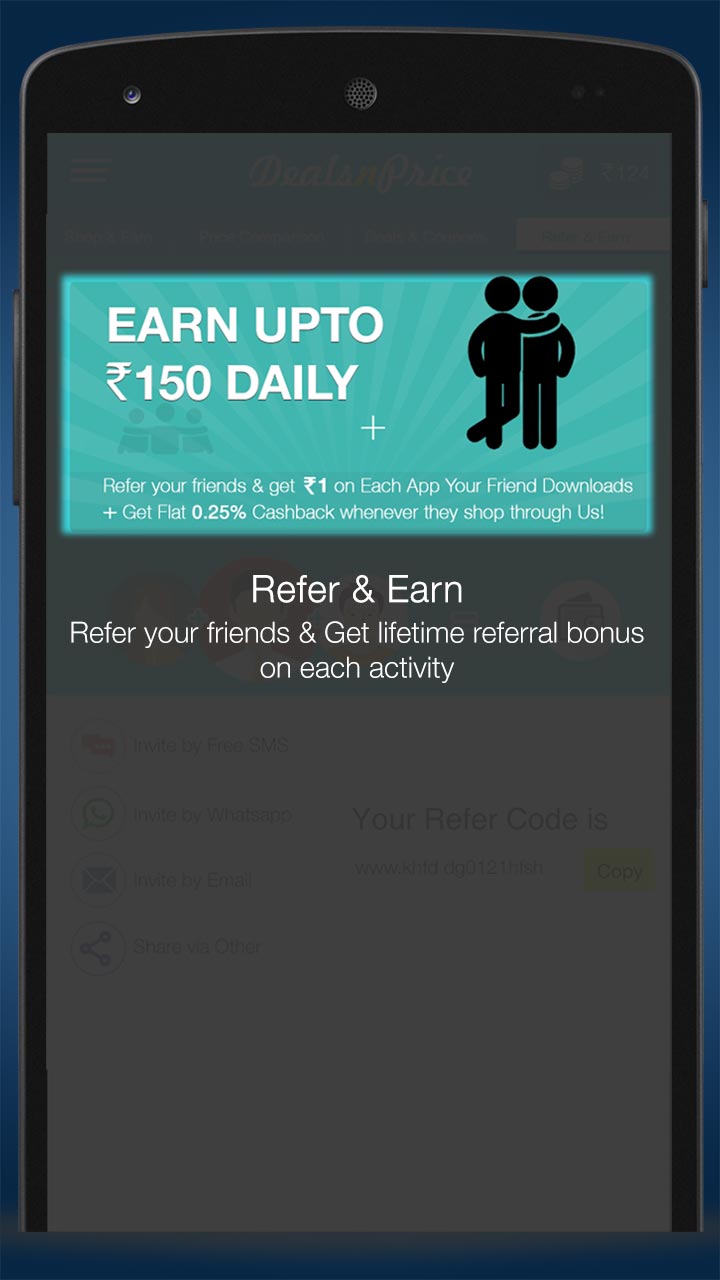 DealsnPrice
₹124
Shop & Earn Price Comparison Deals & Coupons Refer & Earn
EARN UPTO
₹150 DAILY
+
Refer your friends & get ₹1 on Each App Your Friend Downloads
+ Get Flat 0.25% Cashback whenever they shop through Us!
Refer & Earn
Refer your friends & Get lifetime referral bonus
on each activity
Invite by Free SMS
Invite by Whatsapp
Your Refer Code is
www.khfd dg0121hfsh
Copy
Invite by Email
Share via Other